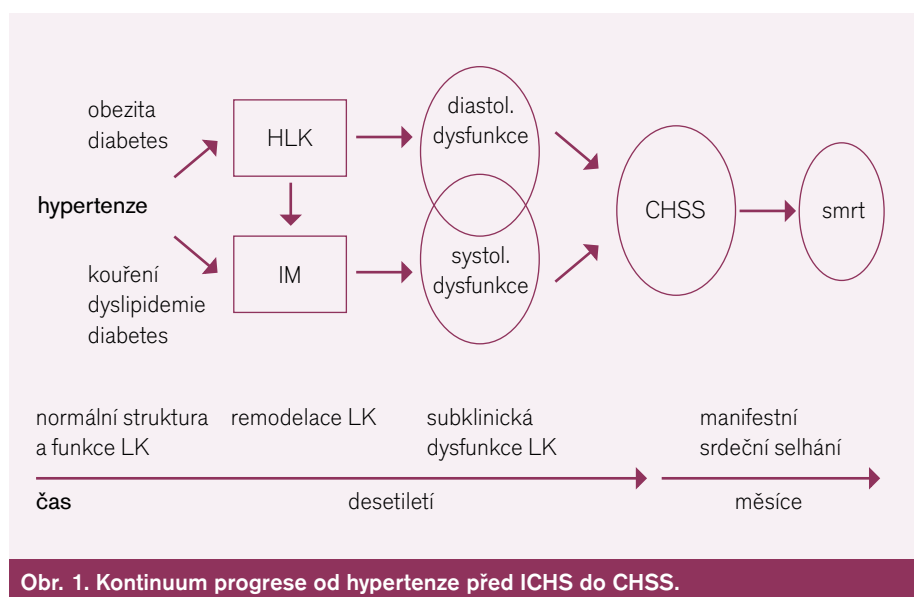 obezita
diabetes
hypertenze
kouření
dyslipidemie
diabetes
HLK
IM
diastol.
dysfunkce
systol.
dysfunkce
CHSS
smrt
normální struktura
a funkce LK
remodelace LK
subklinická
dysfunkce LK
manifestní
srdeční selhání
čas
desetiletí
měsíce
Obr. 1. Kontinuum progrese od hypertenze před ICHS do CHSS.